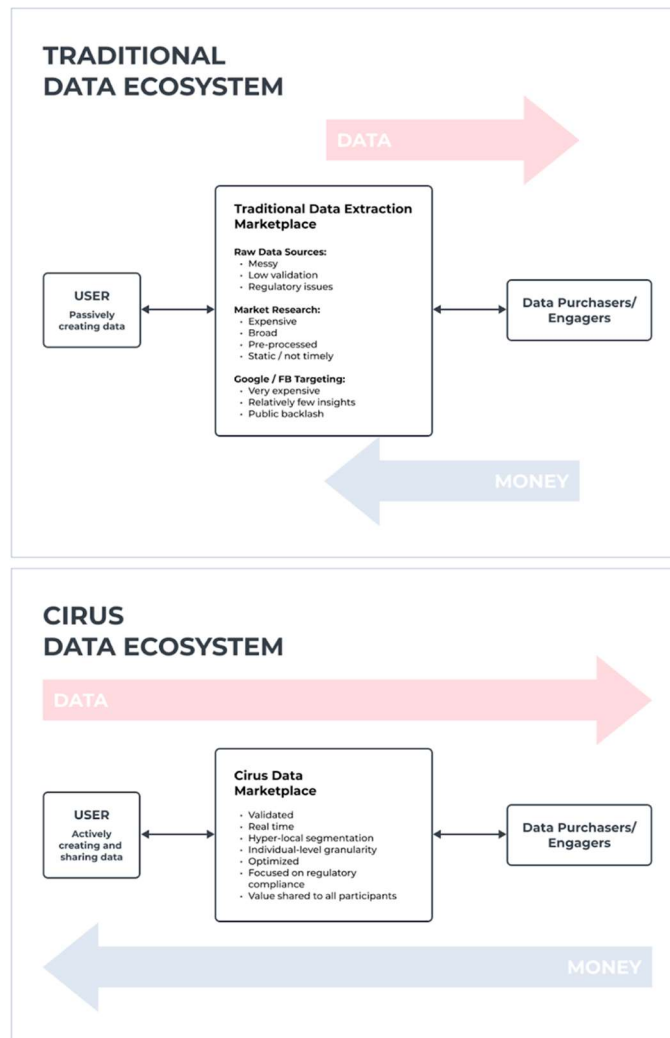 TRADITIONAL
DATA ECOSYSTEM
DATA
Traditional Data Extraction
Marketplace
Raw Data Sources:
• Messy
• Low validation
• Regulatory issues
Market Research:
• Expensive
• Broad
• Pre-processed
• Static / not timely
Google / FB Targeting:
• Very expensive
• Relatively few insights
• Public backlash
USER
Passively
creating data
Data Purchasers/
Engagers
MONEY
CIRUS
DATA ECOSYSTEM
DATA
Cirus Data
Marketplace
• Validated
• Real time
• Hyper-local segmentation
• Individual-level granularity
• Optimized
• Focused on regulatory
compliance
• Value shared to all participants
USER
Actively
creating and
sharing data
Data Purchasers/
Engagers
MONEY